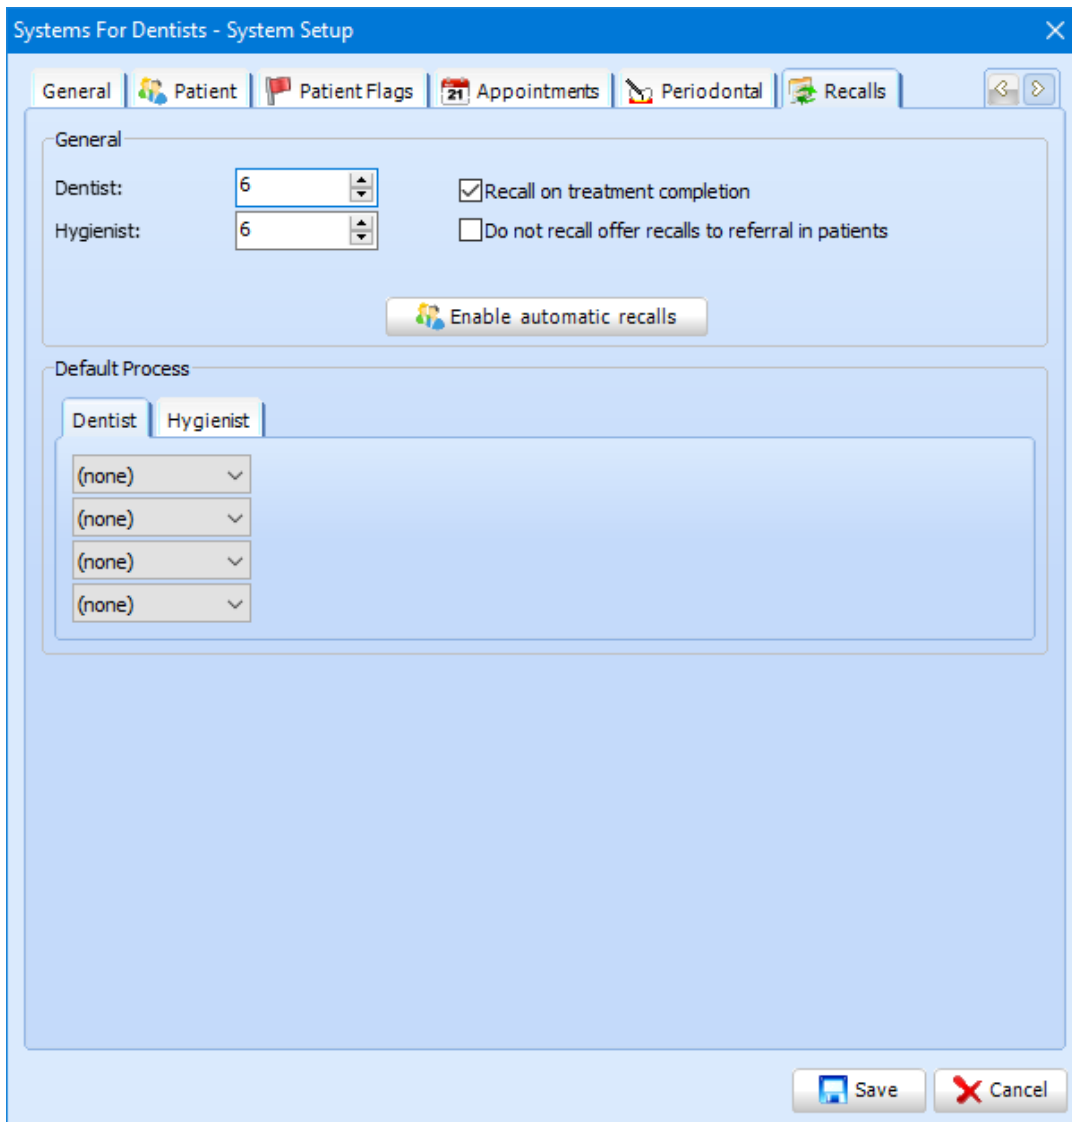 Systems For Dentists - System Setup
General Patient Patient Flags 21 Appointments Periodontal Recalls
General
Dentist: 6 Recall on treatment completion
Hygienist: 6 Do not recall offer recalls to referral in patients
Enable automatic recalls
Default Process
Dentist Hygienist
(none)
(none)
(none)
(none)
Save Cancel